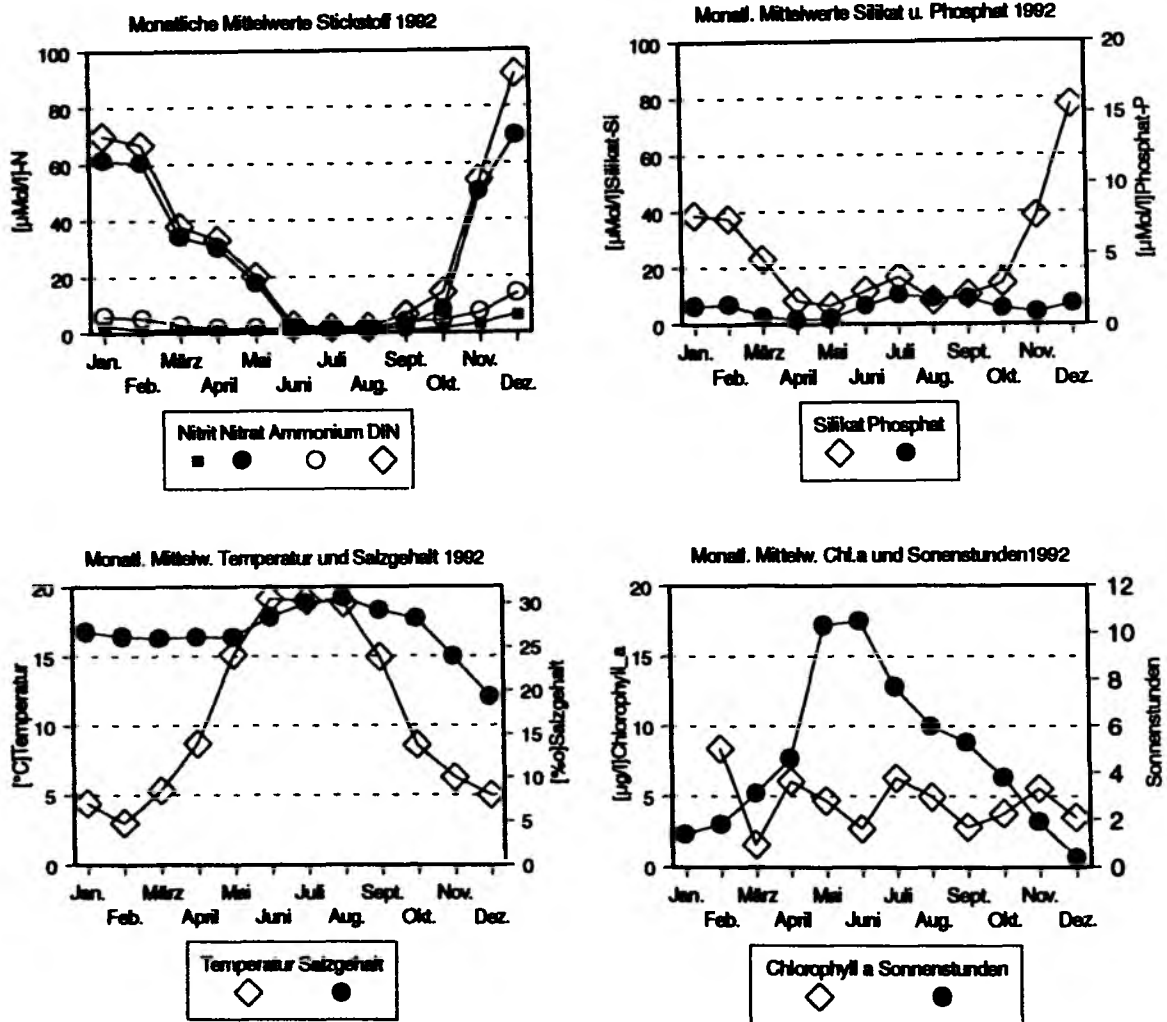 Monatliche Mittelwerte Stickstoff 1992
[µMol/l]-N
100
80
60
40
20
0
Jan. März Mai Juli Sept. Nov.
Feb. April Juni Aug. Okt. Dez.
Nitrit Nitrat Ammonium DIN
Monatl. Mittelwerte Silikat u. Phosphat 1992
[µMol/l]Silikat-Si
100
80
60
40
20
0
[µMol/l]Phosphat-P
20
15
10
5
0
Jan. März Mai Juli Sept. Nov.
Feb. April Juni Aug. Okt. Dez.
Silikat Phosphat
Monatl. Mittelw. Temperatur und Salzgehalt 1992
[°C]Temperatur
20
15
10
5
0
[%o]Salzgehalt
30
25
20
15
10
5
0
Jan. März Mai Juli Sept. Nov.
Feb. April Juni Aug. Okt. Dez.
Temperatur Salzgehalt
Monatl. Mittelw. Chl.a und Sonenstunden1992
[µg/l]Chlorophyll_a
20
15
10
5
0
Sonnenstunden
12
10
8
6
4
2
0
Jan. März Mai Juli Sept. Nov.
Feb. April Juni Aug. Okt. Dez.
Chlorophyll a Sonnenstunden